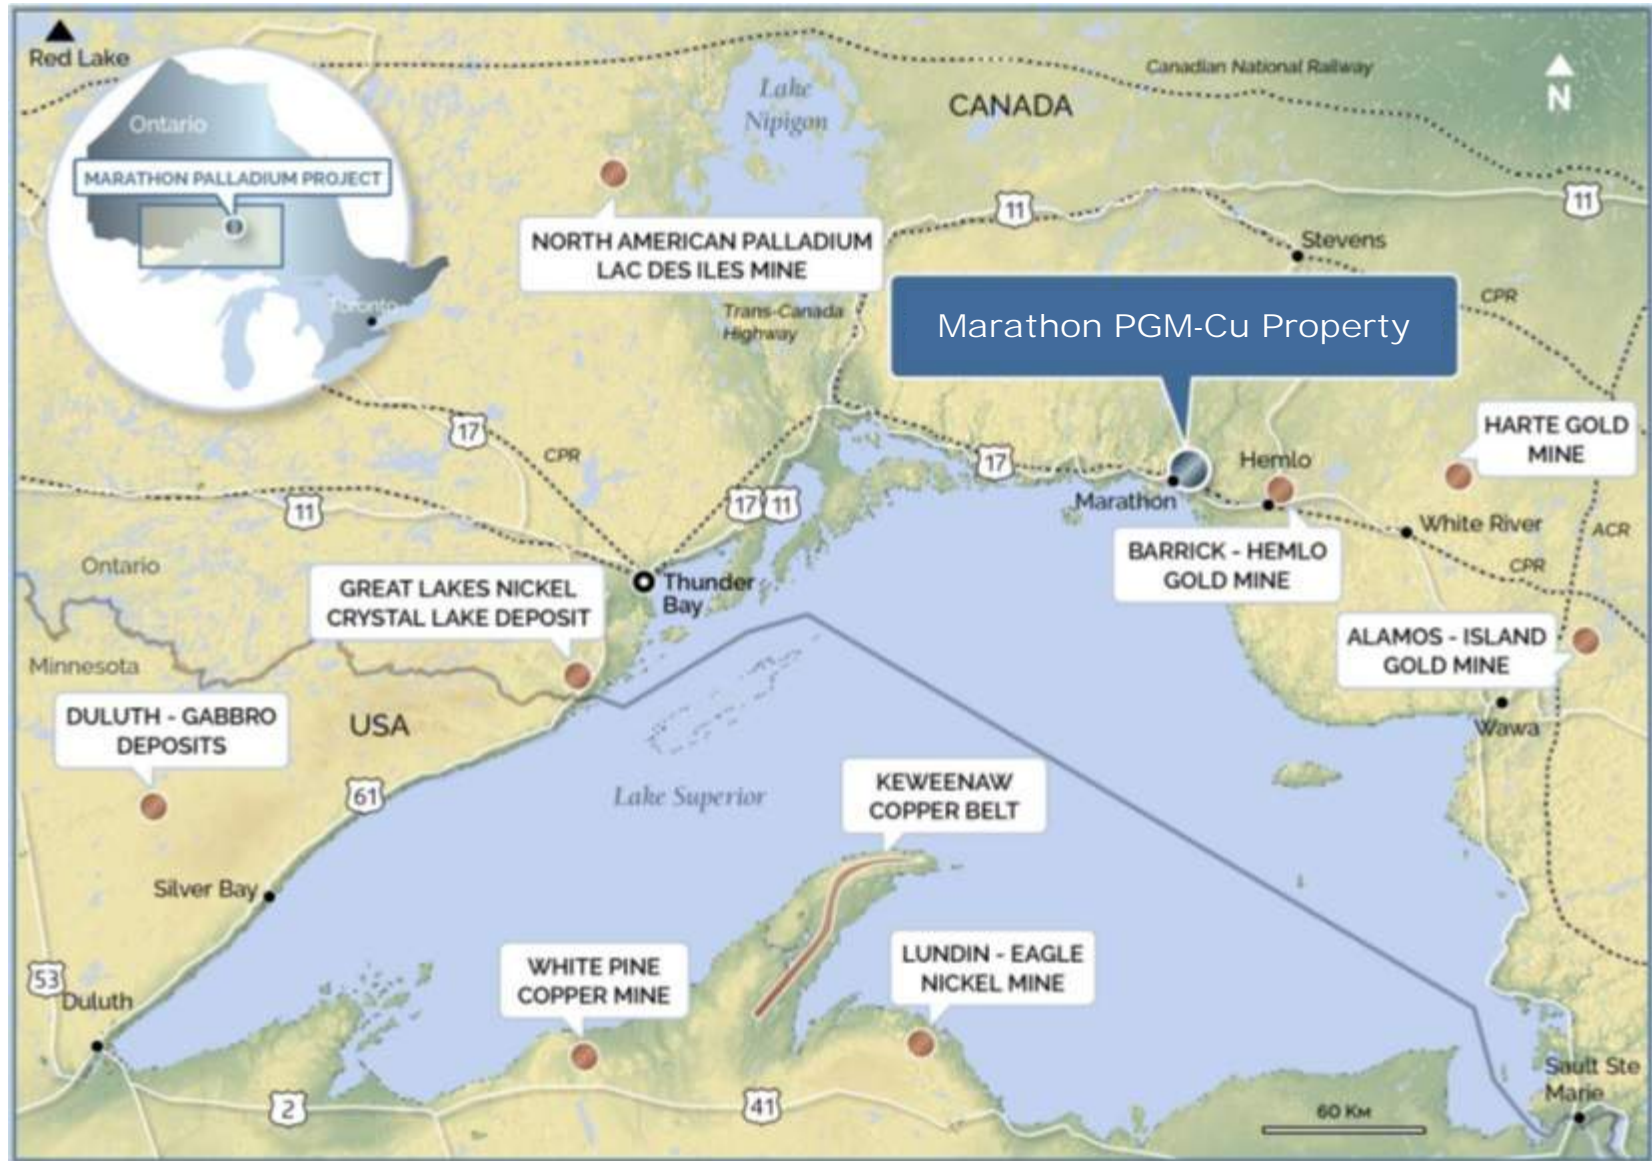 Red Lake
Ontario
MARATHON PALLADIUM PROJECT
Toronto
Lake
Nipigon
CANADA
Canadian National Railway
N
11
11
NORTH AMERICAN PALLADIUM
LAC DES ILES MINE
Stevens
Trans-Canada
Highway
CPR
Marathon PGM-Cu Property
17
CPR
17
HARTE GOLD
MINE
Hemlo
11
17
11
Marathon
White River
ACR
BARRICK - HEMLO
GOLD MINE
CPR
Ontario
GREAT LAKES NICKEL
CRYSTAL LAKE DEPOSIT
Thunder
Bay
ALAMOS - ISLAND
GOLD MINE
Minnesota
DULUTH - GABBRO
DEPOSITS
USA
Wawa
61
Lake Superior
KEWEENAW
COPPER BELT
Silver Bay
WHITE PINE
COPPER MINE
LUNDIN - EAGLE
NICKEL MINE
53
Duluth
2
41
60 KM
Sault Ste
Marie